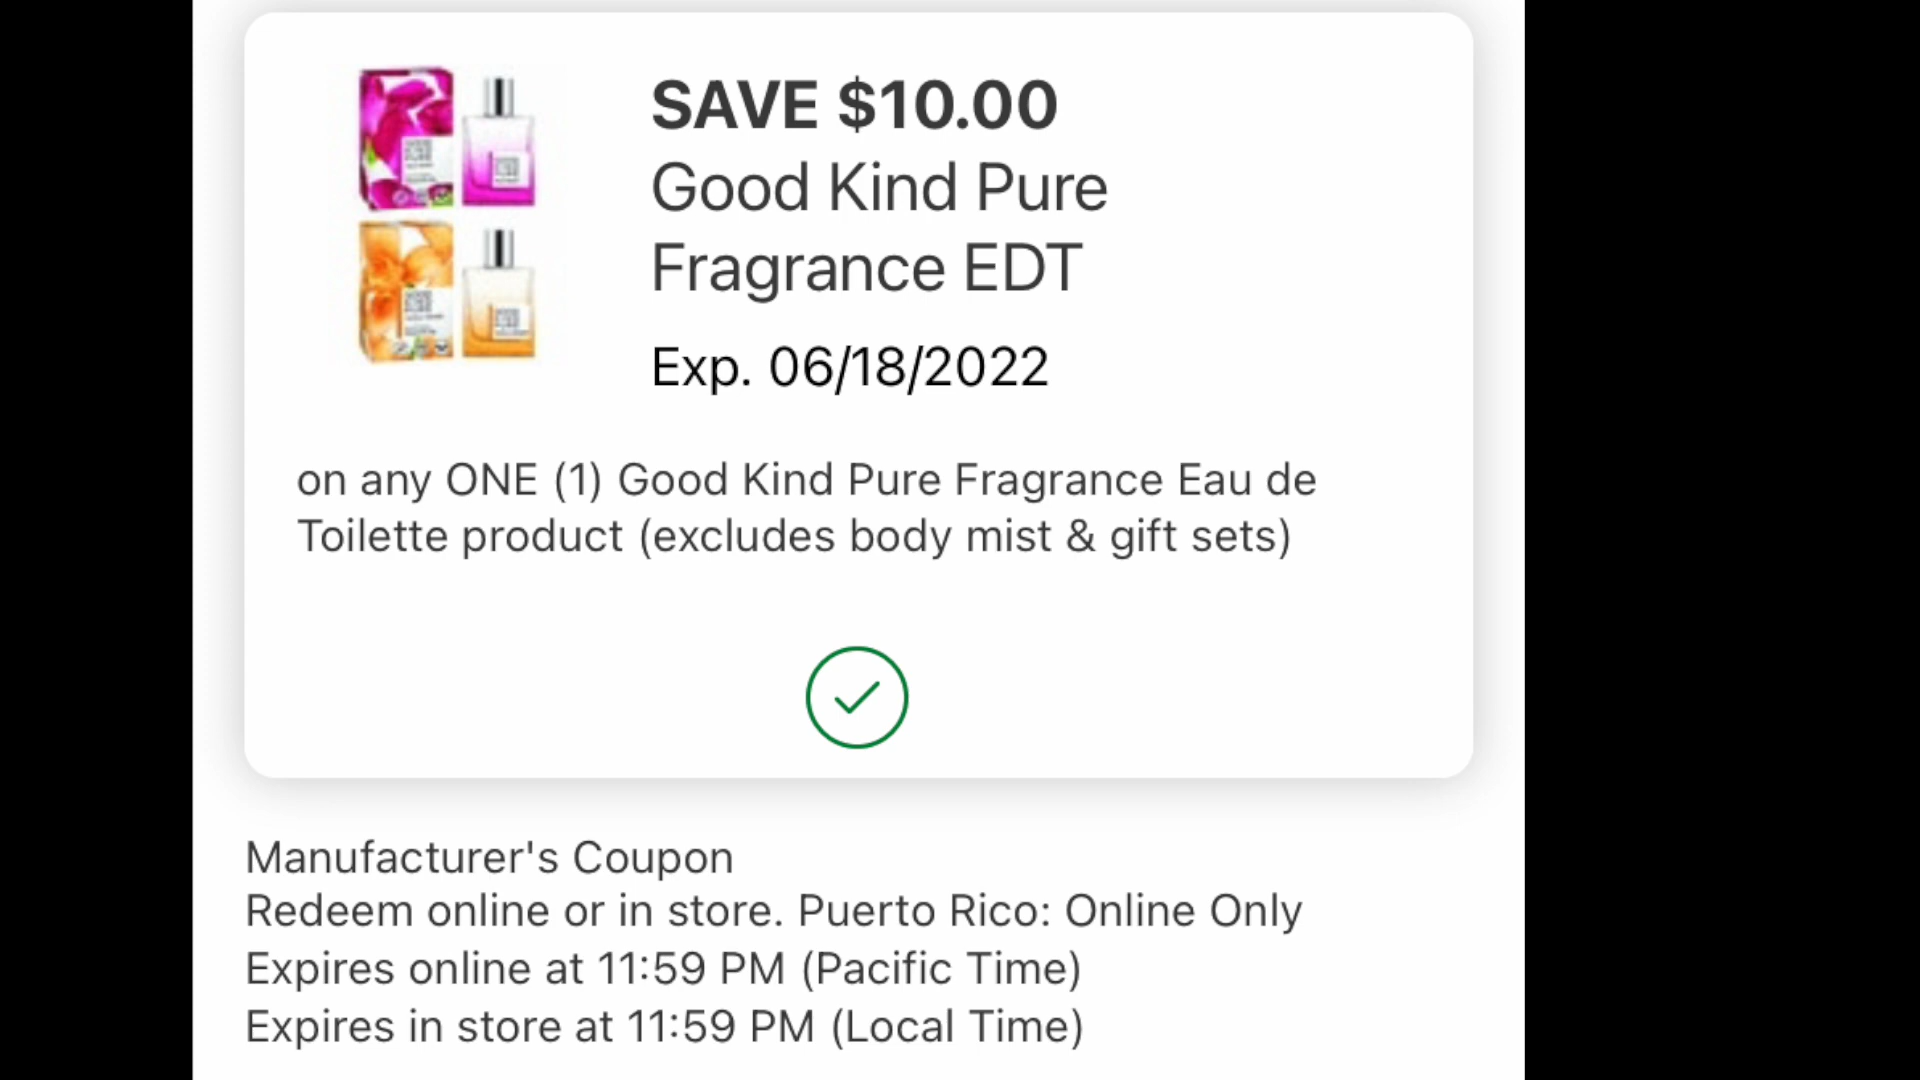 SAVE $10.00
Good Kind Pure
Fragrance EDT
Exp. 06/18/2022
on any ONE (1) Good Kind Pure Fragrance Eau de
Toilette product (excludes body mist & gift sets)
Manufacturer's Coupon
Redeem online or in store. Puerto Rico: Online Only
Expires online at 11:59 PM (Pacific Time)
Expires in store at 11:59 PM (Local Time)